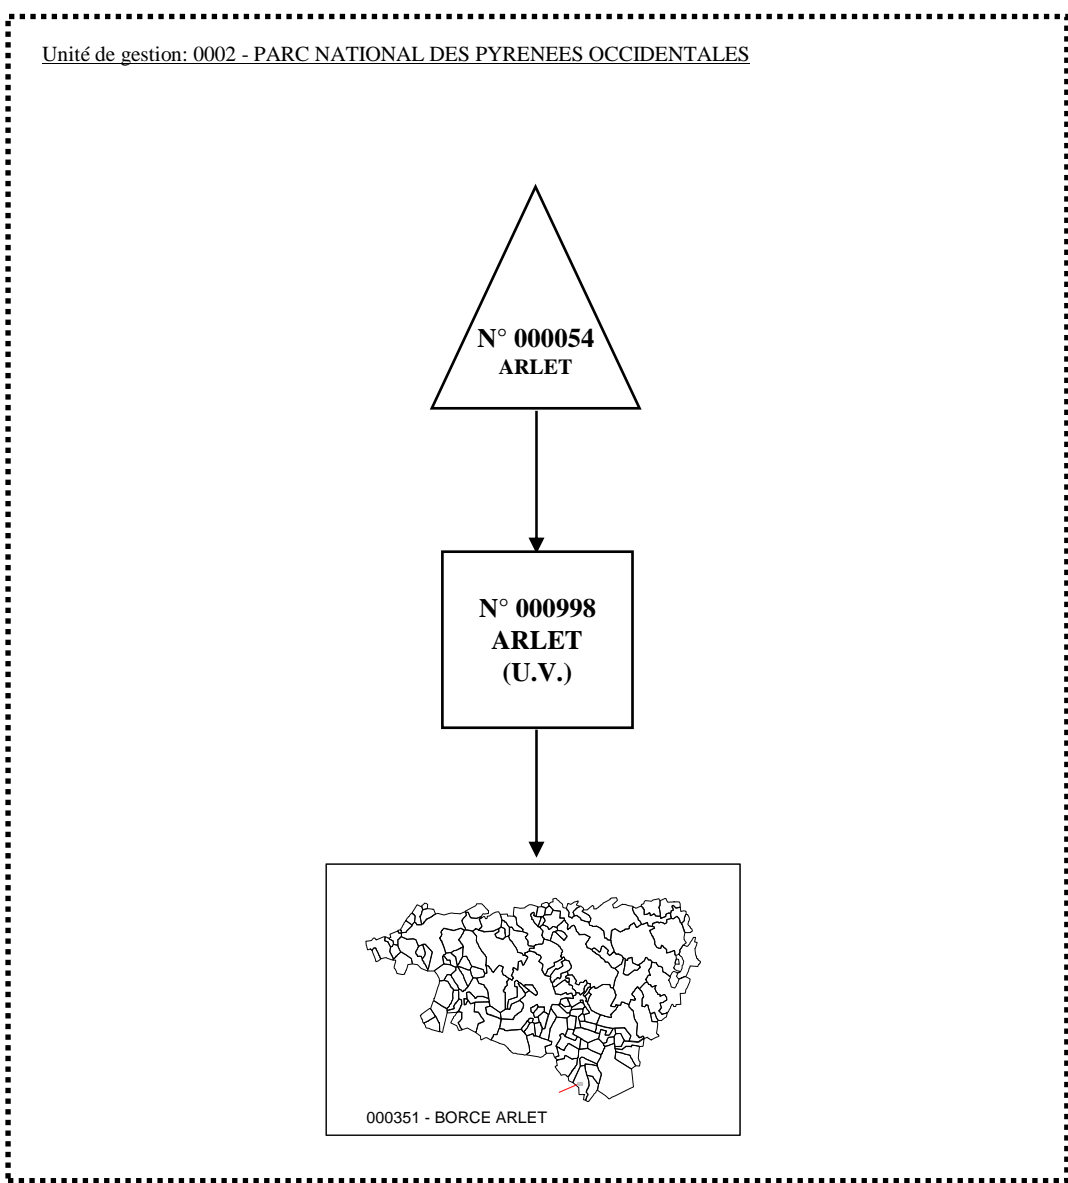 Unité de gestion: 0002 - PARC NATIONAL DES PYRENEES OCCIDENTALES
N° 000054
ARLET
N° 000998
ARLET
(U.V.)
000351 - BORCE ARLET